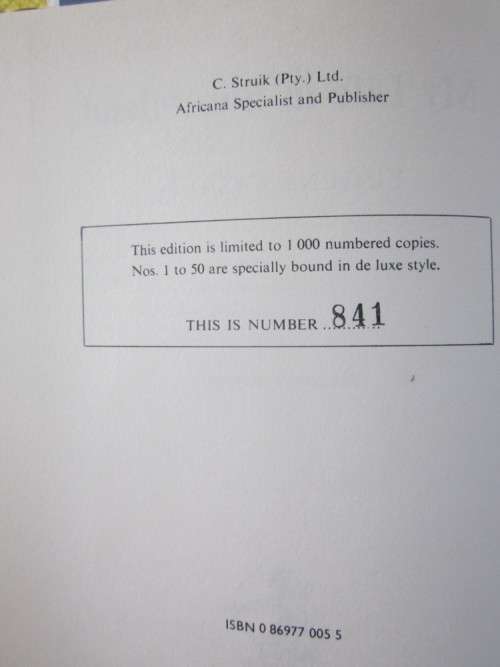 C. Struik (Pty.) Ltd.
Africana Specialist and Publisher
This edition is limited to 1 000 numbered copies.
Nos. 1 to 50 are specially bound in de luxe style.
THIS IS NUMBER ..841
ISBN 0 86977 005 5